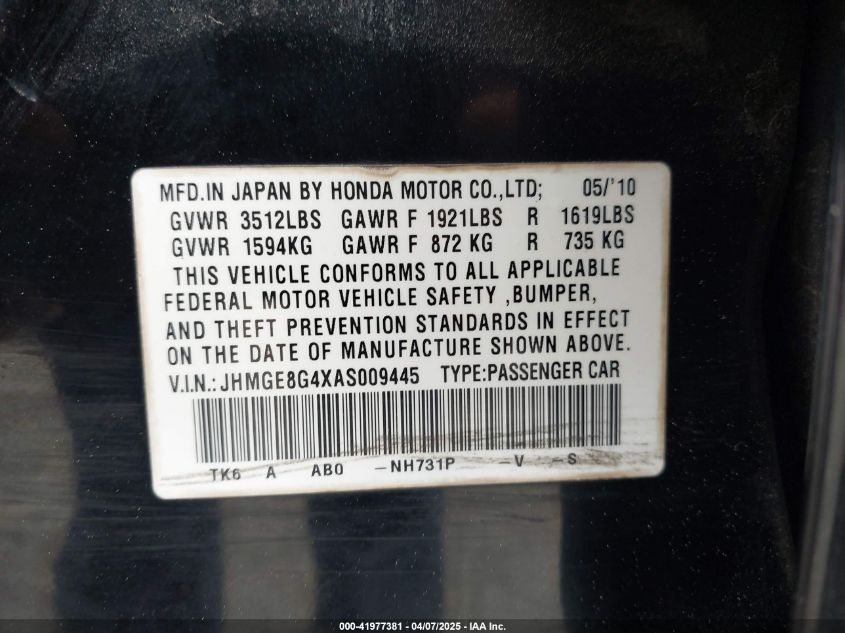 MFD.IN JAPAN BY HONDA MOTOR CO.,LTD; 05/'10
GVWR 3512LBS GAWR F 1921LBS R 1619LBS
GVWR 1594KG GAWR F 872 KG R 735 KG
THIS VEHICLE CONFORMS TO ALL APPLICABLE
FEDERAL MOTOR VEHICLE SAFETY ,BUMPER,
AND THEFT PREVENTION STANDARDS IN EFFECT
ON THE DATE OF MANUFACTURE SHOWN ABOVE.
V.I.N.: JHMGE8G4XAS009445 TYPE:PASSENGER CAR
TK6 A AB0 -NH731P -V -S
000-41977381 - 04/07/2025 - IAA Inc.